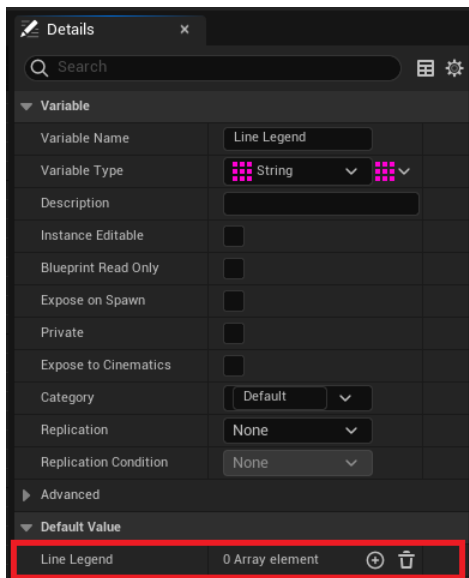 Details
Search
Variable
Variable Name Line Legend
Variable Type String
Description
Instance Editable
Blueprint Read Only
Expose on Spawn
Private
Expose to Cinematics
Category Default
Replication None
Replication Condition None
Advanced
Default Value
Line Legend 0 Array element